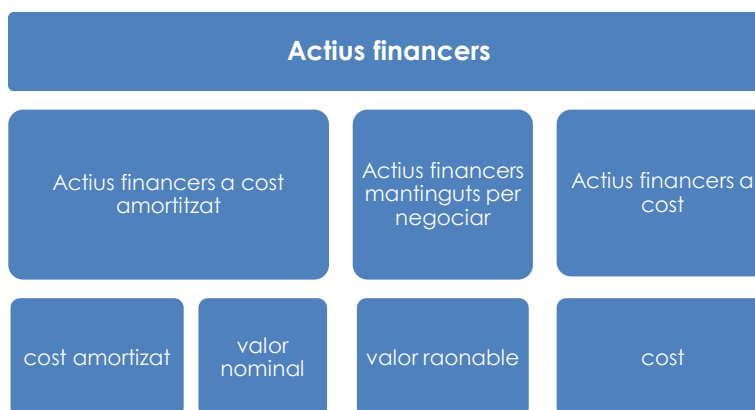 Actius financers
Actius financers a cost
amortitzat
Actius financers
mantinguts per
negociar
Actius financers a
cost
cost amortizat
valor
nominal
valor raonable
cost